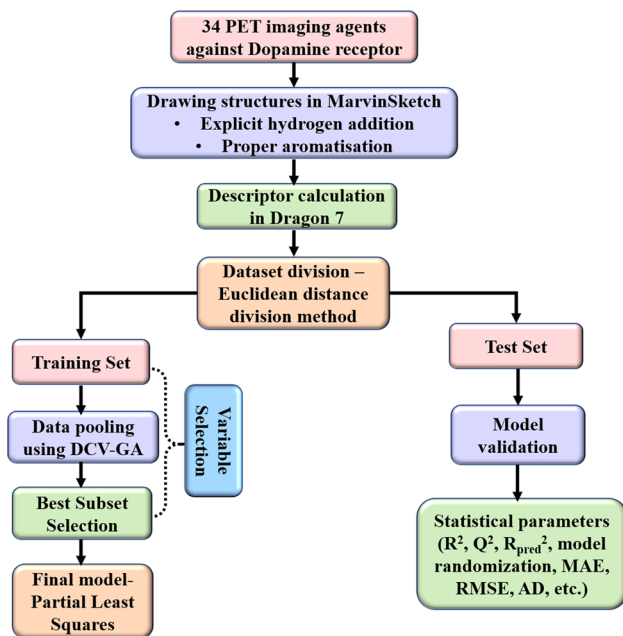 34 PET imaging agents
against Dopamine receptor
Drawing structures in MarvinSketch
• Explicit hydrogen addition
• Proper aromatisation
Descriptor calculation
in Dragon 7
Dataset division –
Euclidean distance
division method
Training Set
Data pooling
using DCV-GA
Best Subset
Selection
Final model-
Partial Least
Squares
Variable
Selection
Test Set
Model
validation
Statistical parameters
(R², Q², Rpred², model
randomization, MAE,
RMSE, AD, etc.)